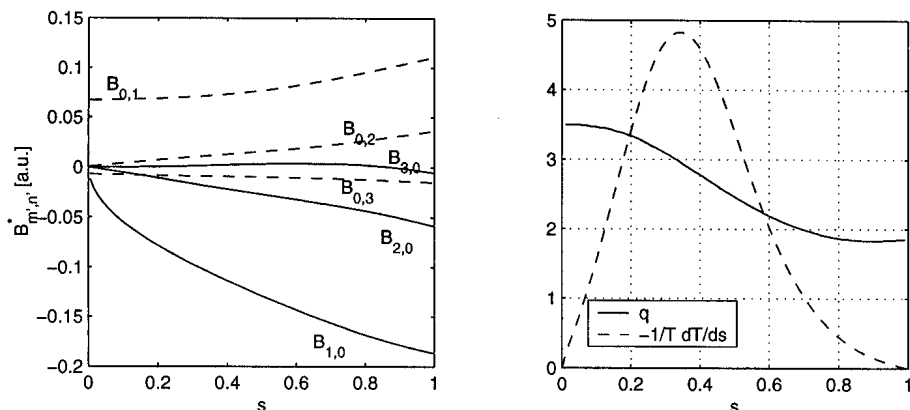 0.15
0.1
0.05
0
−0.05
−0.1
−0.15
−0.2
B*m',n' [a.u.]
B0,1
B0,2
B3,0
B0,3
B2,0
B1,0
0 0.2 0.4 0.6 0.8 1
s
5
4
3
2
1
0
q
−1/T dT/ds
0 0.2 0.4 0.6 0.8 1
s